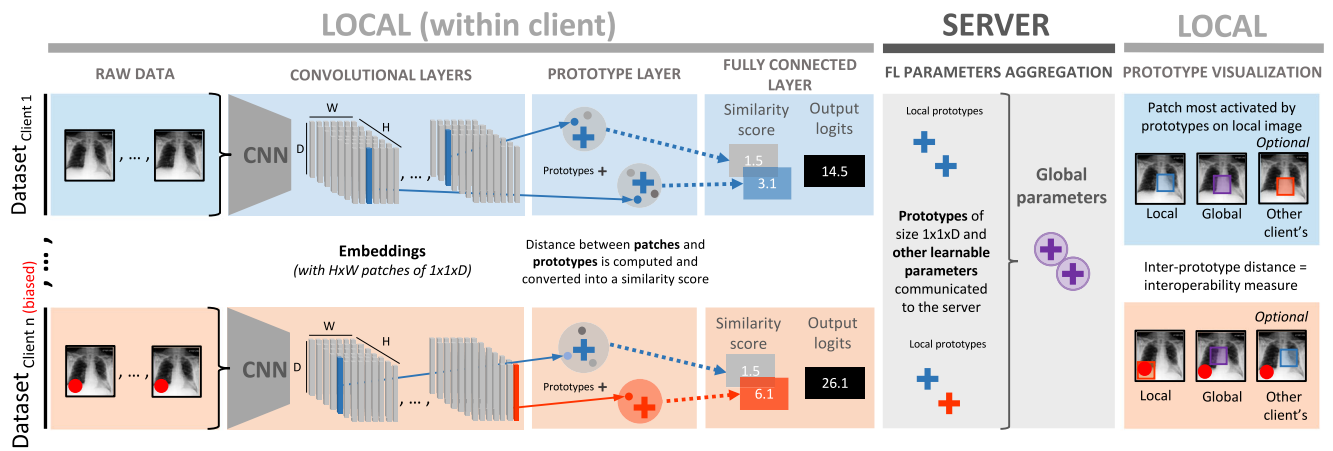 LOCAL (within client)
SERVER
LOCAL
RAW DATA
CONVOLUTIONAL LAYERS
PROTOTYPE LAYER
FULLY CONNECTED
LAYER
FL PARAMETERS AGGREGATION
PROTOTYPE VISUALIZATION
Dataset Client 1
, ... ,
CNN
W
H
D
, ... ,
Prototypes +
Similarity
score
Output
logits
1.5
3.1
14.5
Local prototypes
Global
parameters
Patch most activated by
prototypes on local image
Optional
Local
Global
Other
client's
, ... ,
Embeddings
(with HxW patches of 1x1xD)
Distance between patches and
prototypes is computed and
converted into a similarity score
Prototypes of
size 1x1xD and
other learnable
parameters
communicated
to the server
Inter-prototype distance =
interoperability measure
Dataset Client n (biased)
, ... ,
CNN
W
H
D
, ... ,
Prototypes +
Similarity
score
Output
logits
1.5
6.1
26.1
Local prototypes
Optional
Local
Global
Other
client's